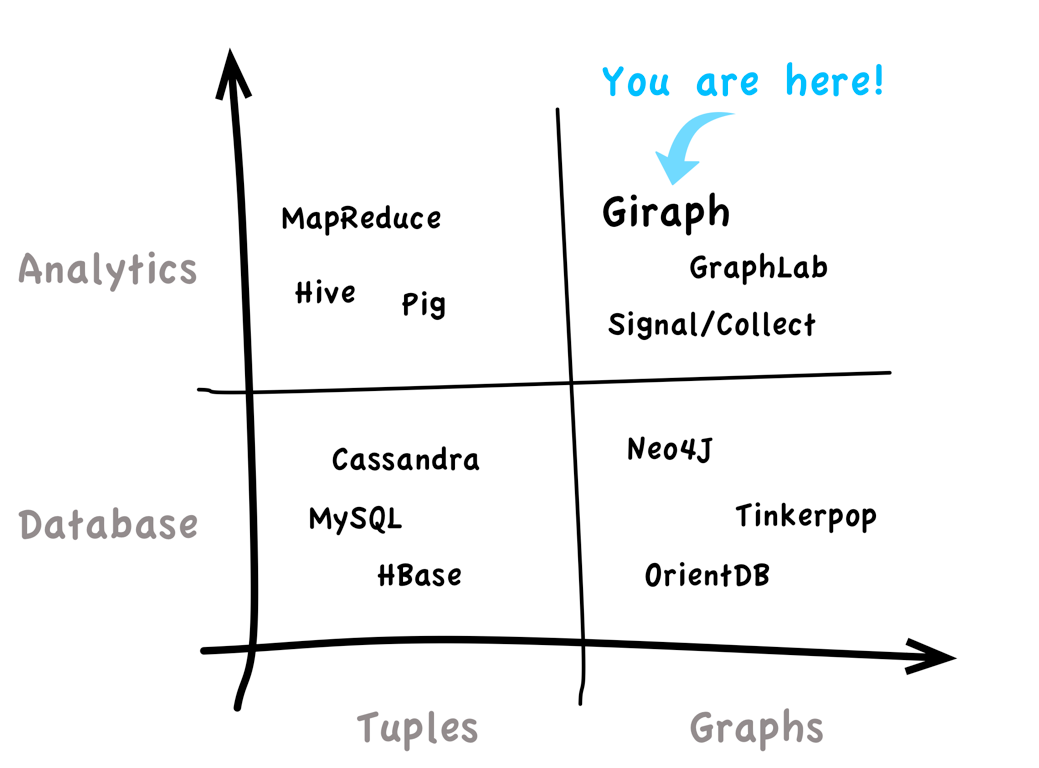 You are here!
MapReduce
Giraph
Analytics
GraphLab
Hive
Pig
Signal/Collect
Cassandra
Neo4J
Database
MySQL
Tinkerpop
HBase
OrientDB
Tuples
Graphs